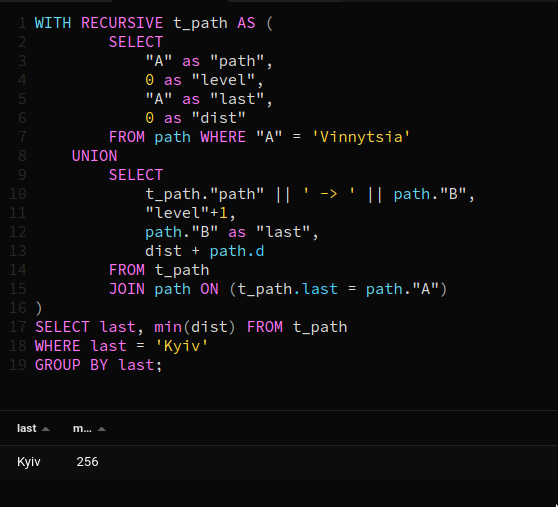 1 WITH RECURSIVE t_path AS (
2 SELECT
3 "A" as "path",
4 0 as "level",
5 "A" as "last",
6 0 as "dist"
7 FROM path WHERE "A" = 'Vinnytsia'
8 UNION
9 SELECT
10 t_path."path" || ' -> ' || path."B",
11 "level"+1,
12 path."B" as "last",
13 dist + path.d
14 FROM t_path
15 JOIN path ON (t_path.last = path."A")
16 )
17 SELECT last, min(dist) FROM t_path
18 WHERE last = 'Kyiv'
19 GROUP BY last;
last m...
Kyiv 256